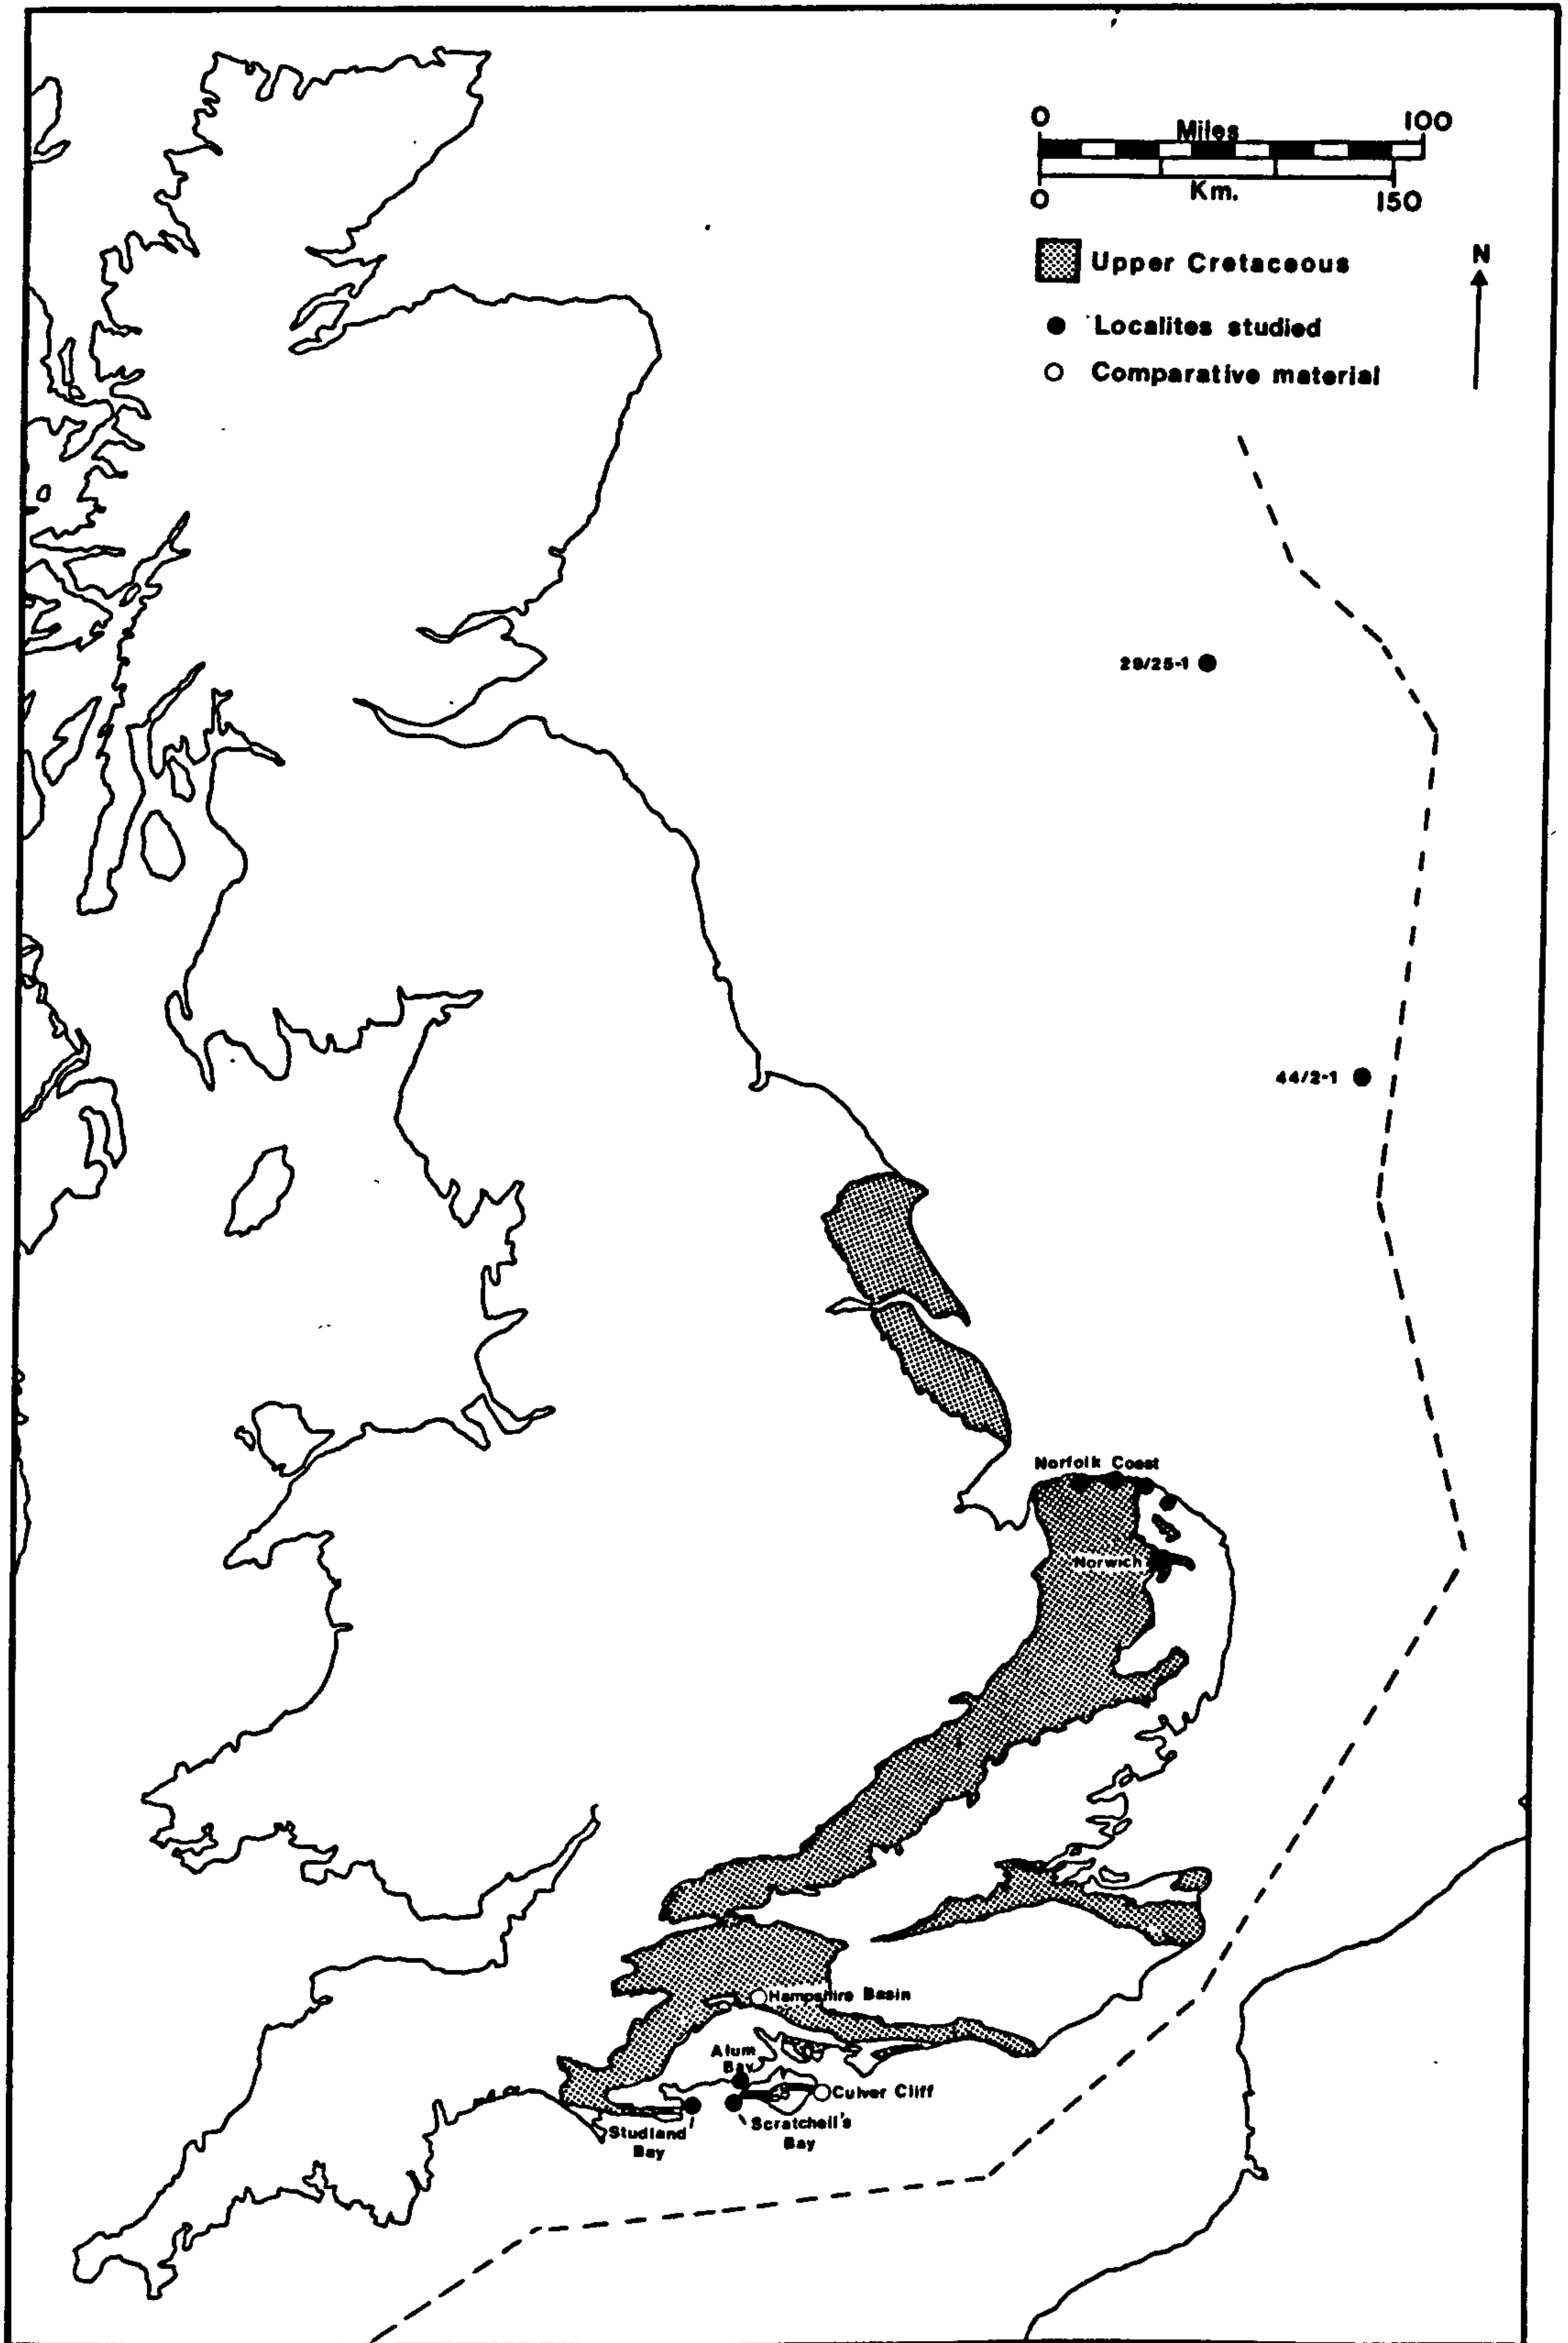 0 100
Miles
Km.
0 150
Upper Cretaceous
N
Localites studied
Comparative material
29/25-1
44/2-1
Norfolk Coast
Norwich
Hampshire Basin
Alum
Bay
Culver Cliff
Scratchell's
Bay
Studland
Bay